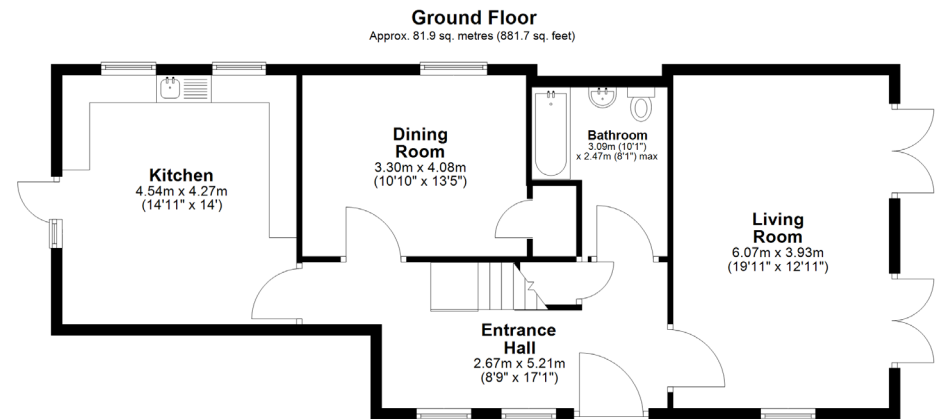 Ground Floor
Approx. 81.9 sq. metres (881.7 sq. feet)
Kitchen
4.54m x 4.27m
(14'11" x 14')
Dining
Room
3.30m x 4.08m
(10'10" x 13'5")
Bathroom
3.09m (10'1")
x 2.47m (8'1") max
Living
Room
6.07m x 3.93m
(19'11" x 12'11")
Entrance
Hall
2.67m x 5.21m
(8'9" x 17'1")